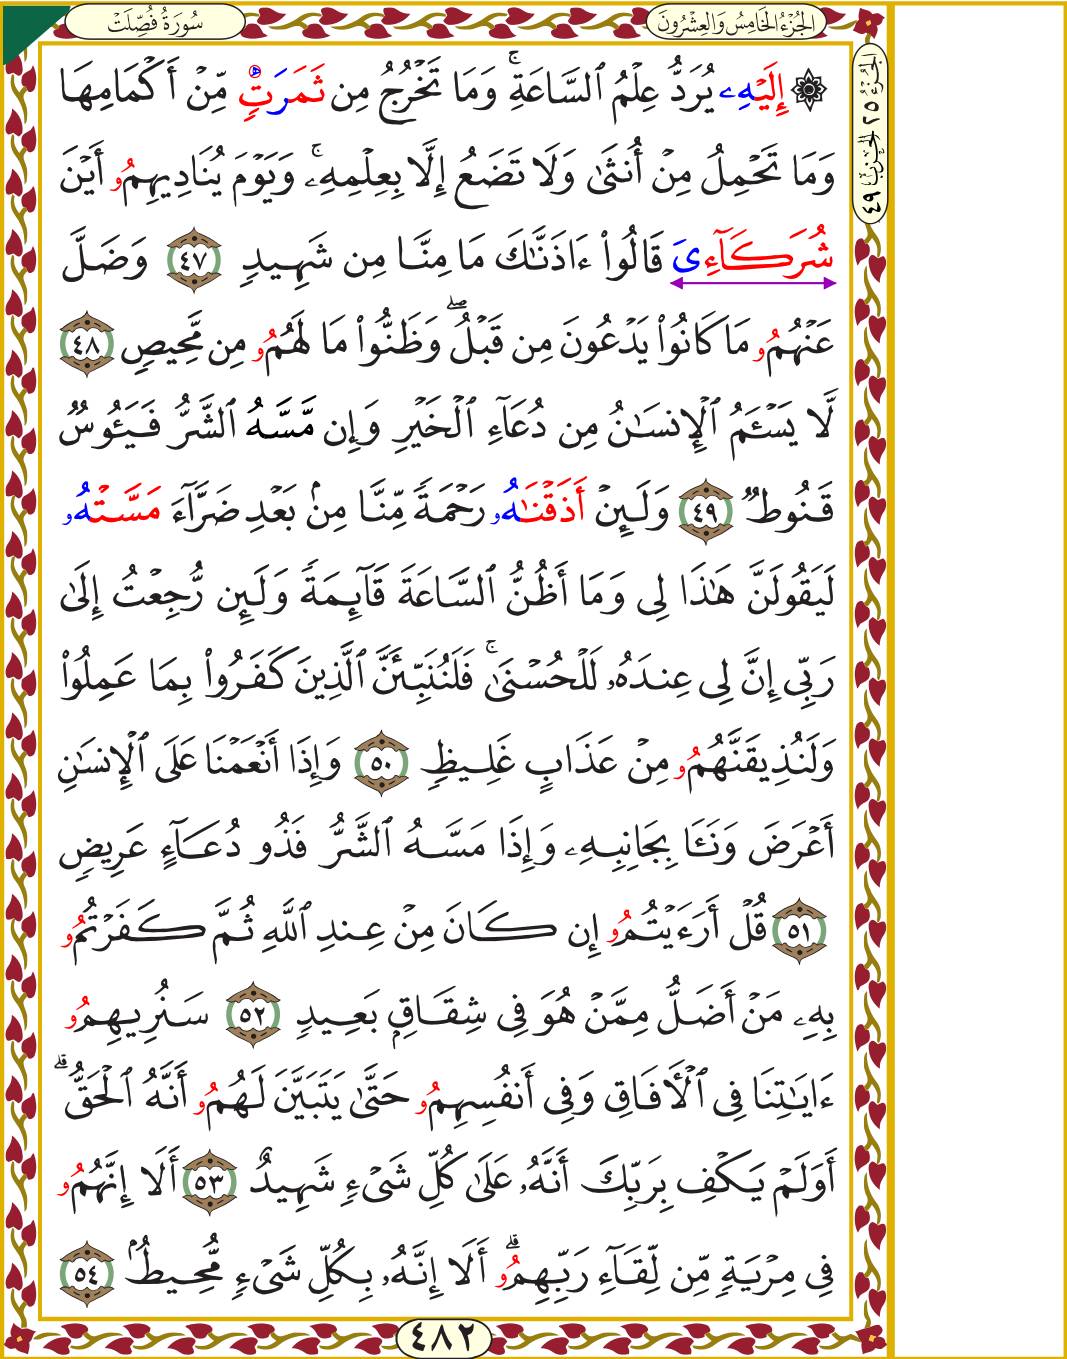 سُورَةُ فُصِّلَتْ
الجُزْءُ الخَامِسُ وَالعِشْرُونَ
الجُزْءُ ٢٥ الحِزْبُ ٤٩
۞ إِلَيْهِۦ يُرَدُّ عِلْمُ ٱلسَّاعَةِۚ وَمَا تَخْرُجُ مِن ثَمَرَتٖ مِّنْ أَكْمَامِهَا
وَمَا تَحْمِلُ مِنْ أُنثَىٰ وَلَا تَضَعُ إِلَّا بِعِلْمِهِۦۚ وَيَوْمَ يُنَادِيهِمُۥ أَيْنَ
شُرَكَآءِىَ قَالُوا۟ ءَاذَنَّٰكَ مَا مِنَّا مِن شَهِيدٖ ٤٧ وَضَلَّ
عَنْهُمُۥ مَا كَانُوا۟ يَدْعُونَ مِن قَبْلُۖ وَظَنُّوا۟ مَا لَهُمُۥ مِن مَّحِيصٖ ٤٨
لَّا يَسْـَٔمُ ٱلْإِنسَٰنُ مِن دُعَآءِ ٱلْخَيْرِ وَإِن مَّسَّهُ ٱلشَّرُّ فَيَـُٔوسٞ
قَنُوطٞ ٤٩ وَلَئِنْ أَذَقْنَٰهُۥ رَحْمَةٗ مِّنَّا مِنۢ بَعْدِ ضَرَّآءَ مَسَّتْهُۥ
لَيَقُولَنَّ هَٰذَا لِى وَمَا أَظُنُّ ٱلسَّاعَةَ قَآئِمَةٗ وَلَئِن رُّجِعْتُ إِلَىٰ
رَبِّى إِنَّ لِى عِندَهُۥ لَلْحُسْنَىٰۚ فَلَنُنَبِّئَنَّ ٱلَّذِينَ كَفَرُوا۟ بِمَا عَمِلُوا۟
وَلَنُذِيقَنَّهُمُۥ مِنْ عَذَابٍ غَلِيظٖ ٥٠ وَإِذَا أَنْعَمْنَا عَلَى ٱلْإِنسَٰنِ
أَعْرَضَ وَنَـَٔا بِجَانِبِهِۦ وَإِذَا مَسَّهُ ٱلشَّرُّ فَذُو دُعَآءٍ عَرِيضٖ
٥١ قُلْ أَرَءَيْتُمُۥ إِن كَانَ مِنْ عِندِ ٱللَّهِ ثُمَّ كَفَرْتُمُۥ
بِهِۦ مَنْ أَضَلُّ مِمَّنْ هُوَ فِى شِقَاقٍۭ بَعِيدٖ ٥٢ سَنُرِيهِمُۥ
ءَايَٰتِنَا فِى ٱلْأٓفَاقِ وَفِى أَنفُسِهِمُۥ حَتَّىٰ يَتَبَيَّنَ لَهُمُۥ أَنَّهُ ٱلْحَقُّۗ
أَوَلَمْ يَكْفِ بِرَبِّكَ أَنَّهُۥ عَلَىٰ كُلِّ شَىْءٖ شَهِيدٌ ٥٣ أَلَا إِنَّهُمُۥ
فِى مِرْيَةٖ مِّن لِّقَآءِ رَبِّهِمُۥۗ أَلَا إِنَّهُۥ بِكُلِّ شَىْءٖ مُّحِيطٌۢ ٥٤
٤٨٢